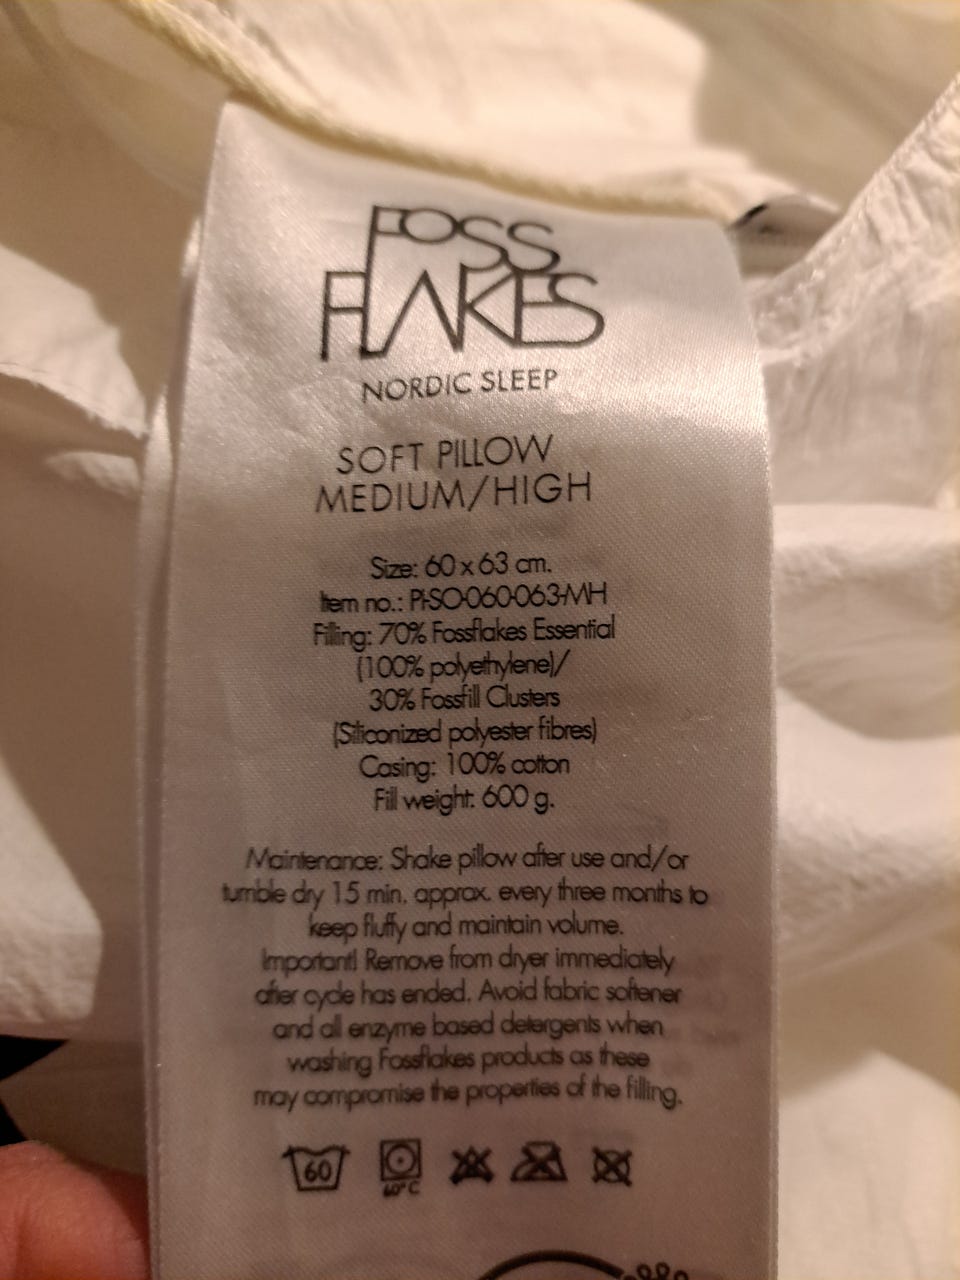 FOSS
FLAKES
NORDIC SLEEP
SOFT PILLOW
MEDIUM/HIGH
Size: 60 x 63 cm.
Item no.: PI-SO-060-063-MH
Filling: 70% Fossflakes Essential
(100% polyethylene)/
30% Fossfill Clusters
(Siliconized polyester fibres)
Casing: 100% cotton
Fill weight: 600 g.
Maintenance: Shake pillow after use and/or
tumble dry 15 min. approx. every three months to
keep fluffy and maintain volume.
Important! Remove from dryer immediately
after cycle has ended. Avoid fabric softener
and all enzyme based detergents when
washing Fossflakes products as these
may compromise the properties of the filling.
60
60°C